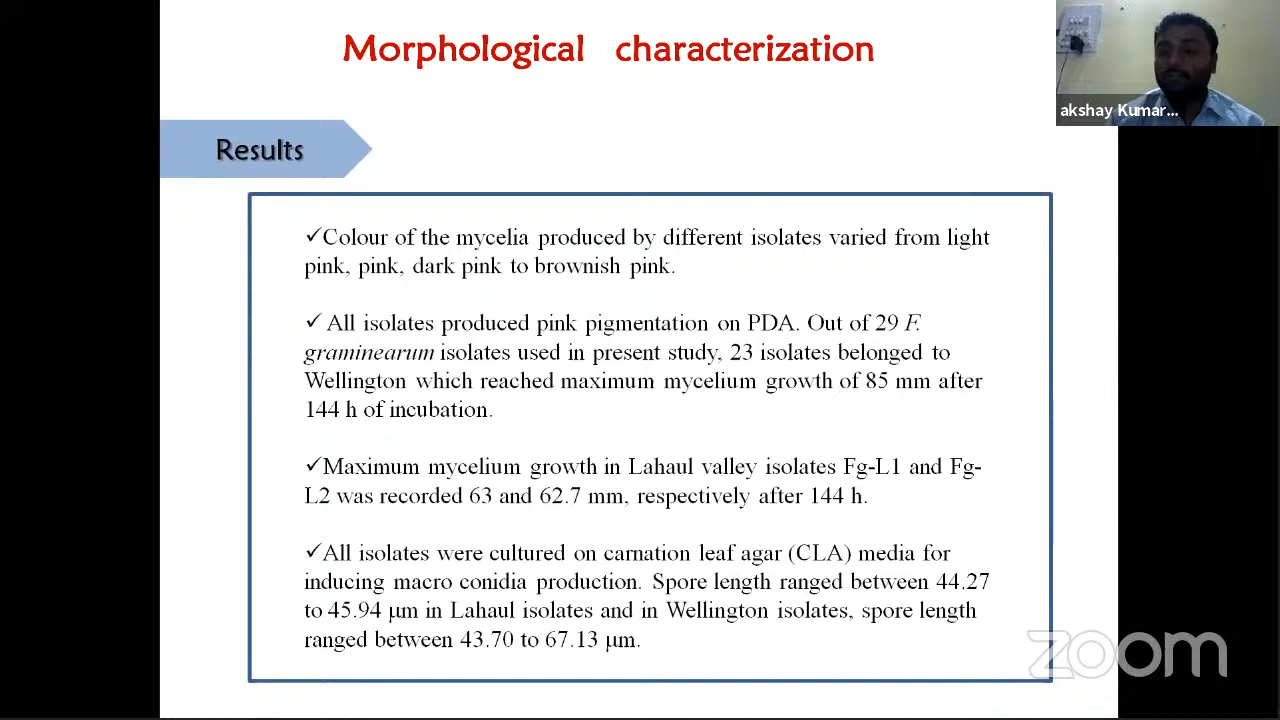 Morphological characterization
akshay Kumar...
Results
✓Colour of the mycelia produced by different isolates varied from light
pink, pink, dark pink to brownish pink.
✓ All isolates produced pink pigmentation on PDA. Out of 29 F.
graminearum isolates used in present study, 23 isolates belonged to
Wellington which reached maximum mycelium growth of 85 mm after
144 h of incubation.
✓Maximum mycelium growth in Lahaul valley isolates Fg-L1 and Fg-
L2 was recorded 63 and 62.7 mm, respectively after 144 h.
✓All isolates were cultured on carnation leaf agar (CLA) media for
inducing macro conidia production. Spore length ranged between 44.27
to 45.94 μm in Lahaul isolates and in Wellington isolates, spore length
ranged between 43.70 to 67.13 μm.
zoom